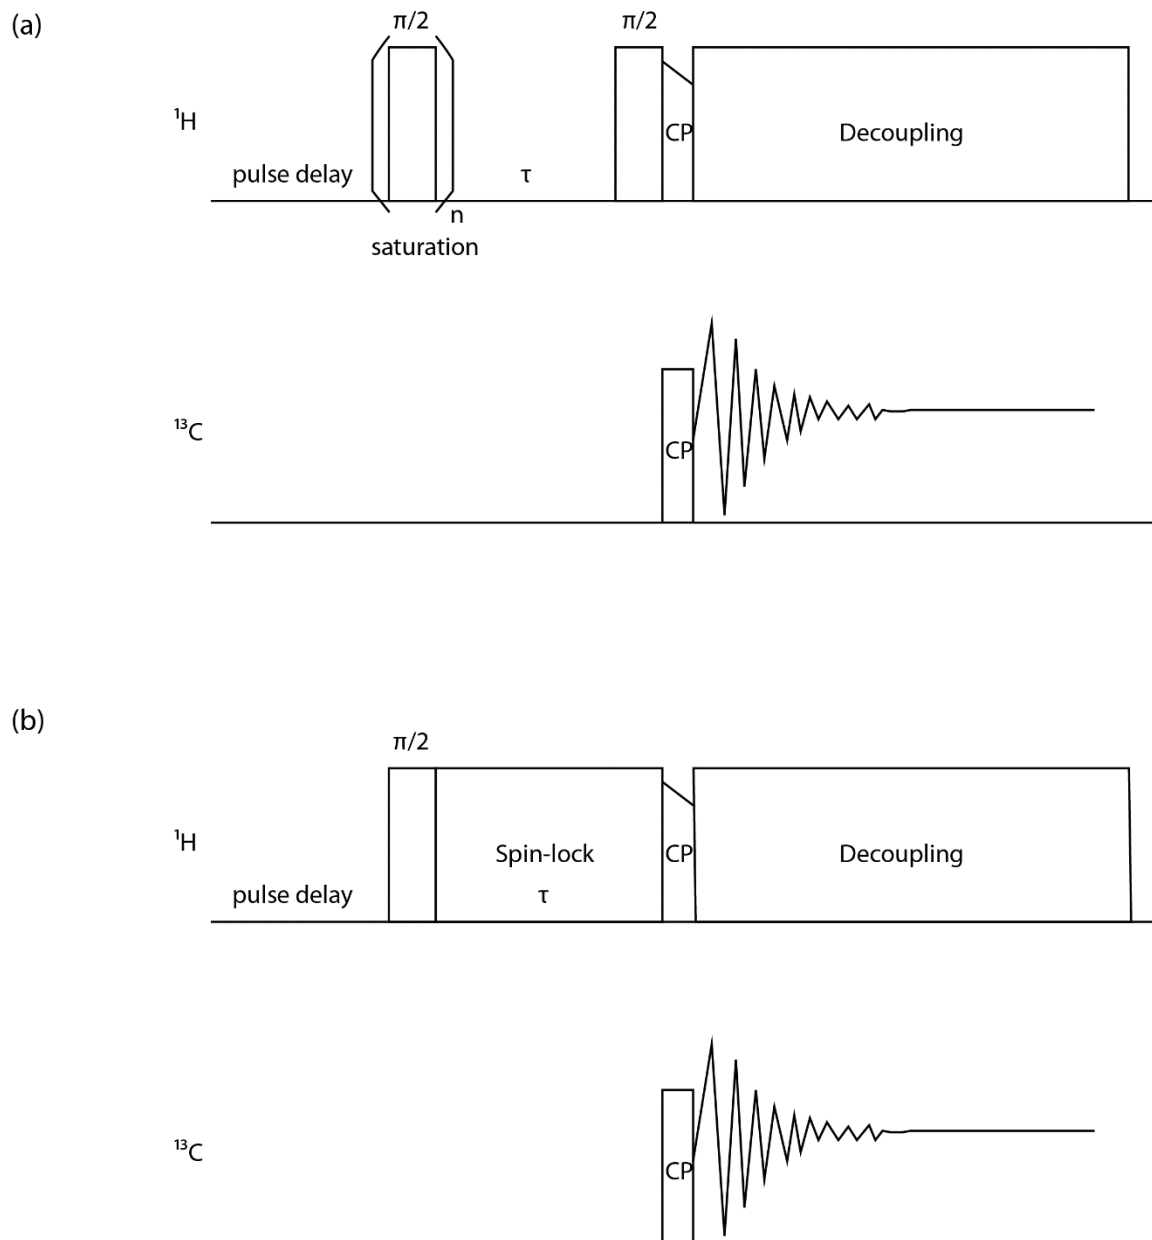 (a)
π/2 π/2
¹H
CP
Decoupling
pulse delay
τ
n
saturation
¹³C
CP
(b)
π/2
¹H
Spin-lock
CP
Decoupling
pulse delay
τ
¹³C
CP